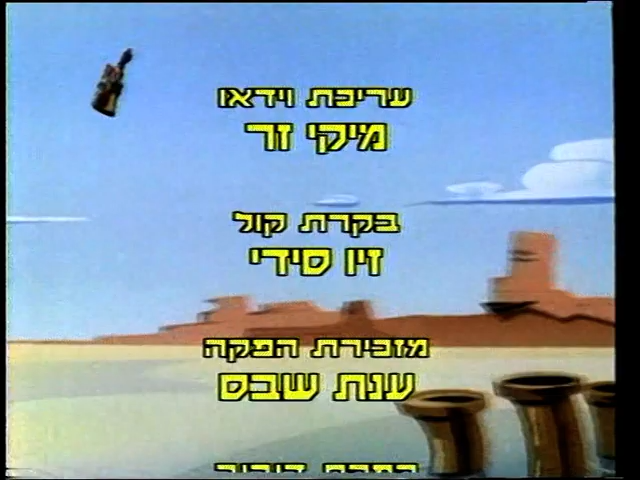 עריכת וידאו
מיקי זר
בקרת קול
זיו סידי
מזכירת הפקה
ענת שבס